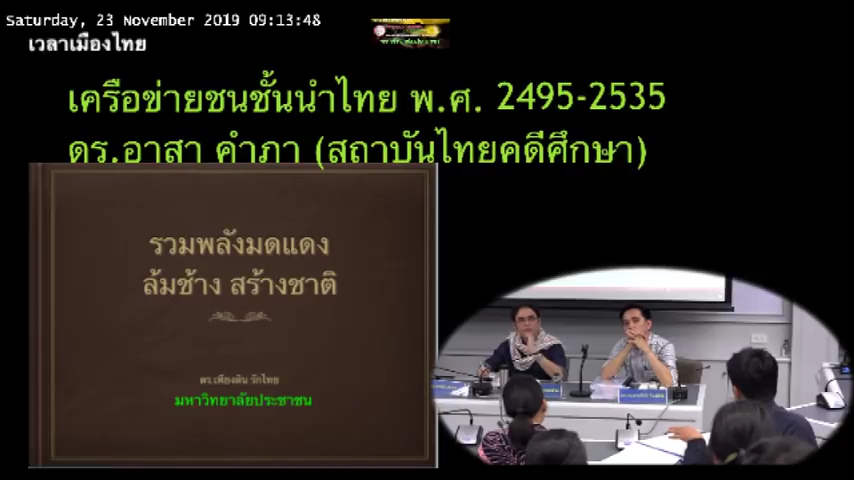 Saturday, 23 November 2019 09:13:48
เวลาเมืองไทย
เครือข่ายชนชั้นนำไทย พ.ศ. 2495-2535
ดร.อาสา คำภา (สถาบันไทยคดีศึกษา)
รวมพลังมดแดง
ล้มช้าง สร้างชาติ
ดร.เพียงดิน รักไทย
มหาวิทยาลัยประชาชน